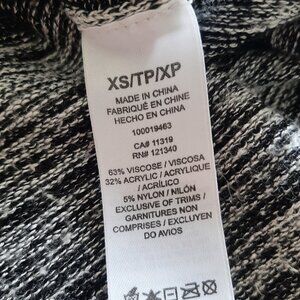 XS/TP/XP
MADE IN CHINA
FABRIQUÉ EN CHINE
HECHO EN CHINA
100019463
CA# 11319
RN# 121340
63% VISCOSE / VISCOSA
32% ACRYLIC / ACRYLIQUE /
ACRÍLICO
5% NYLON / NILÓN
EXCLUSIVE OF TRIMS /
GARNITURES NON
COMPRISES / EXCLUYEN
DO AVIOS